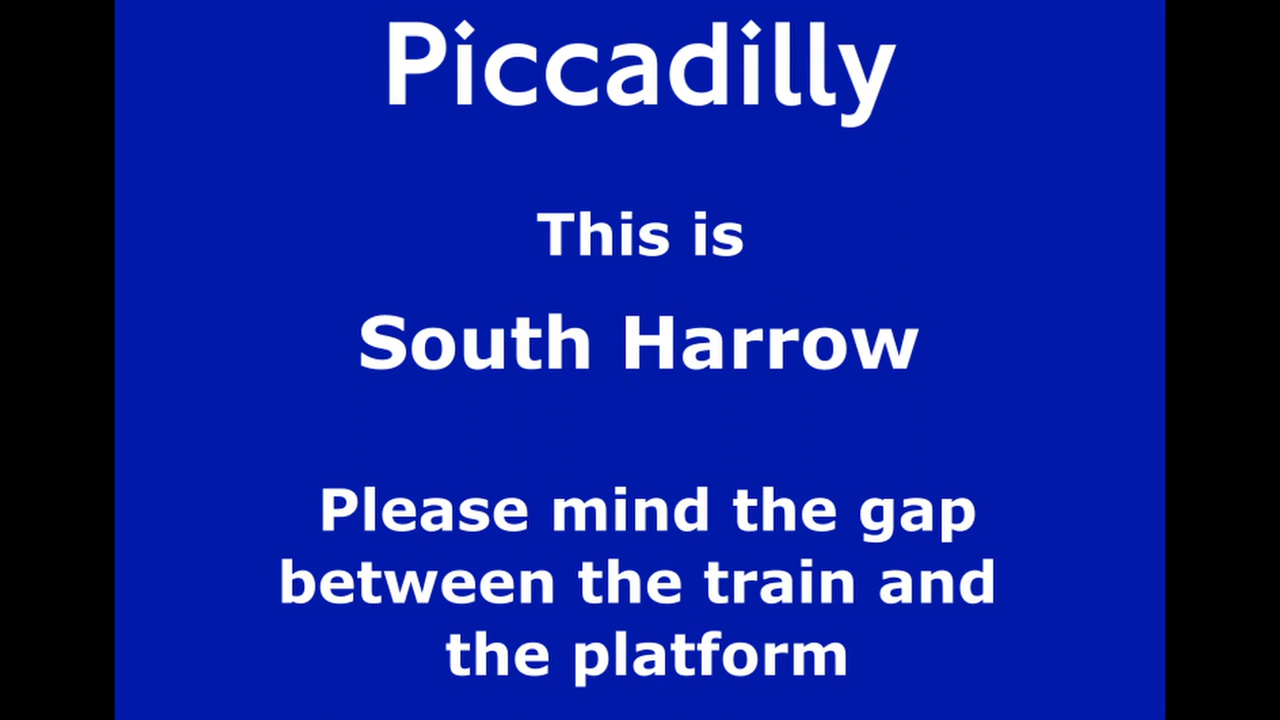 Piccadilly
This is
South Harrow
Please mind the gap
between the train and
the platform